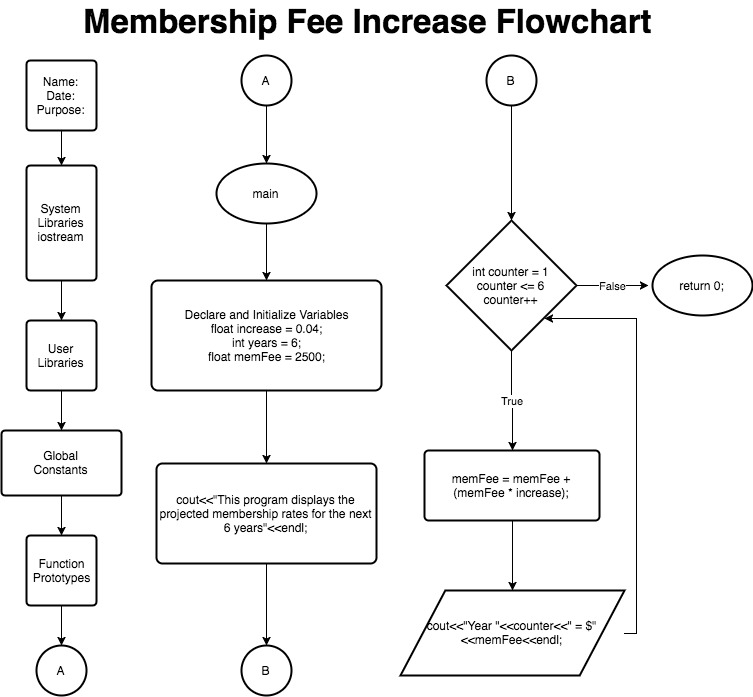 Membership Fee Increase Flowchart
Name:
Date:
Purpose:
System
Libraries
iostream
User
Libraries
Global
Constants
Function
Prototypes
A
A
main
Declare and Initialize Variables
float increase = 0.04;
int years = 6;
float memFee = 2500;
cout<<"This program displays the
projected membership rates for the next
6 years"<<endl;
B
B
int counter = 1
counter <= 6
counter++
False
return 0;
True
memFee = memFee +
(memFee * increase);
cout<<"Year "<<counter<<" = $"
<<memFee<<endl;